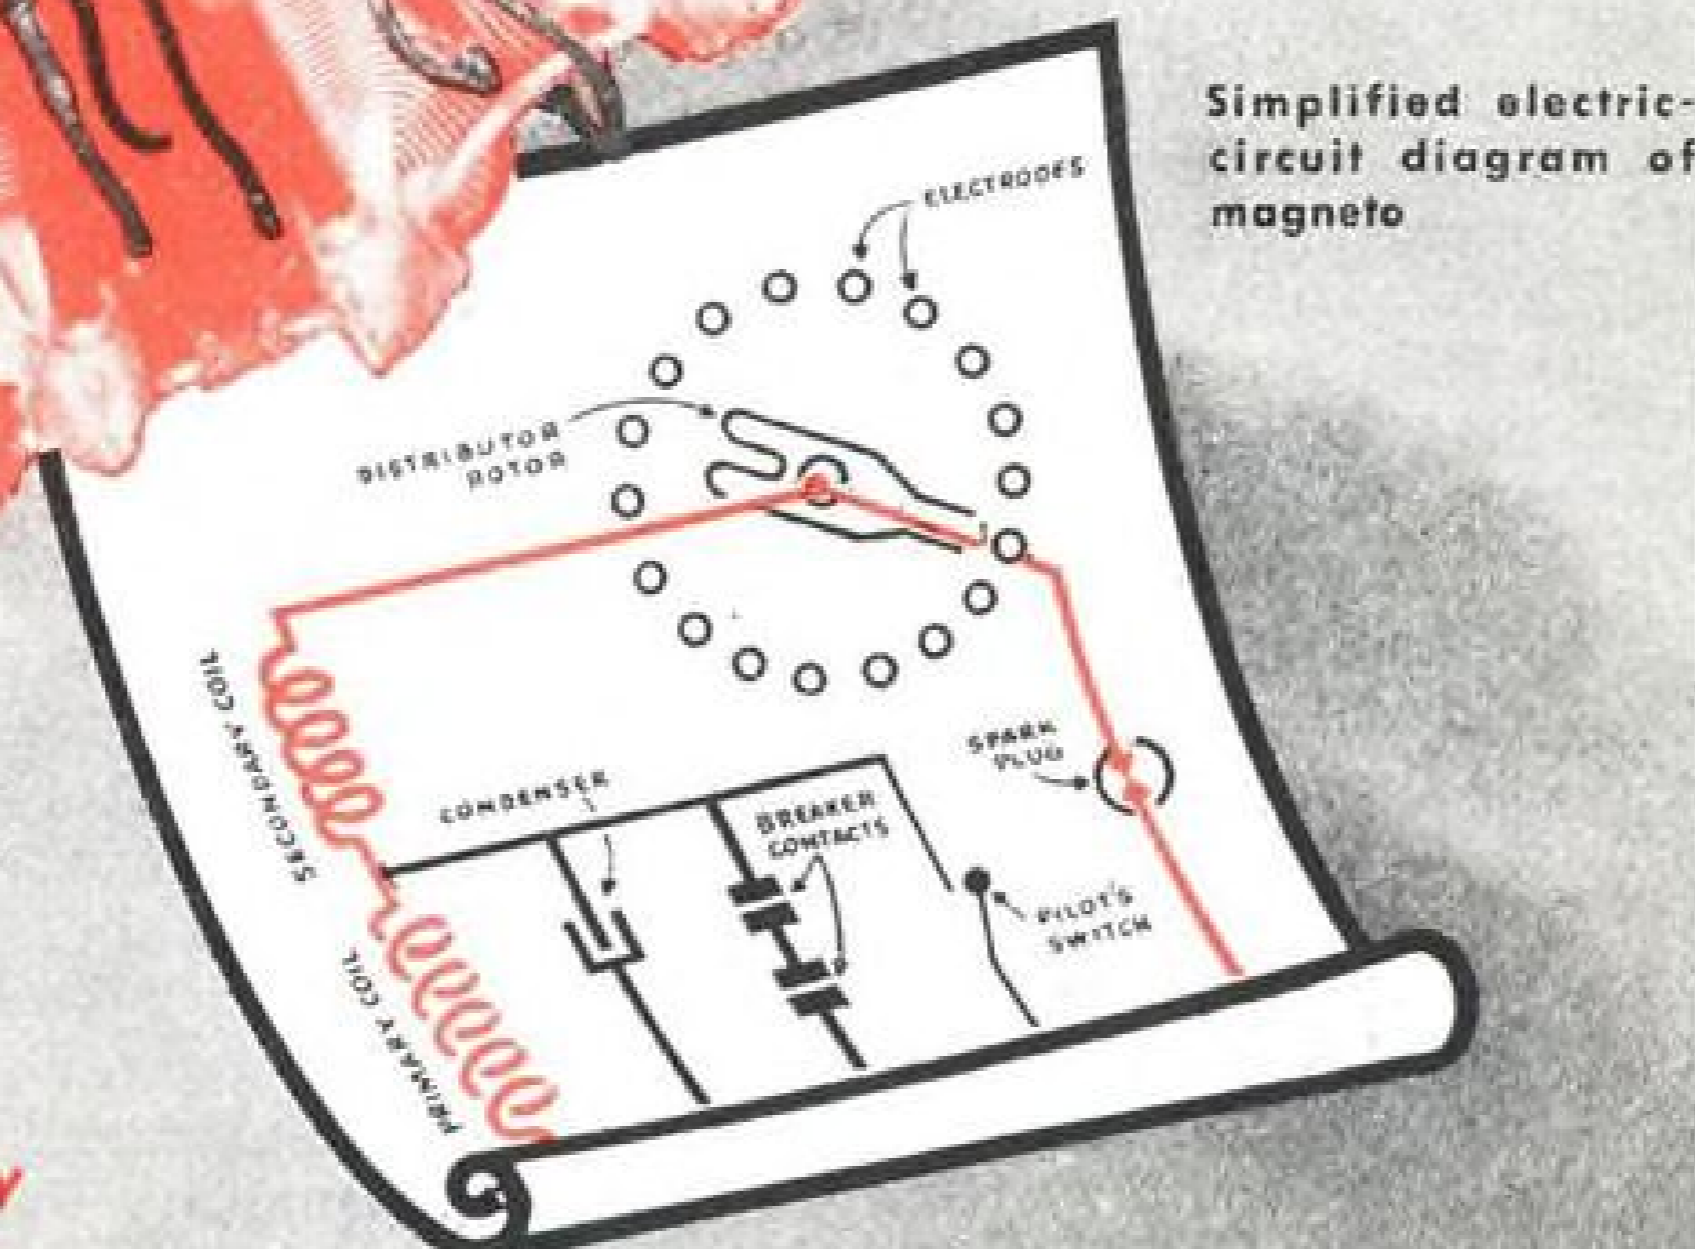 Simplified electric-
circuit diagram of
magneto
ELECTRODES
DISTRIBUTOR
ROTOR
SECONDARY COIL
CONDENSER
BREAKER
CONTACTS
SPARK
PLUG
PILOT'S
SWITCH
PRIMARY COIL